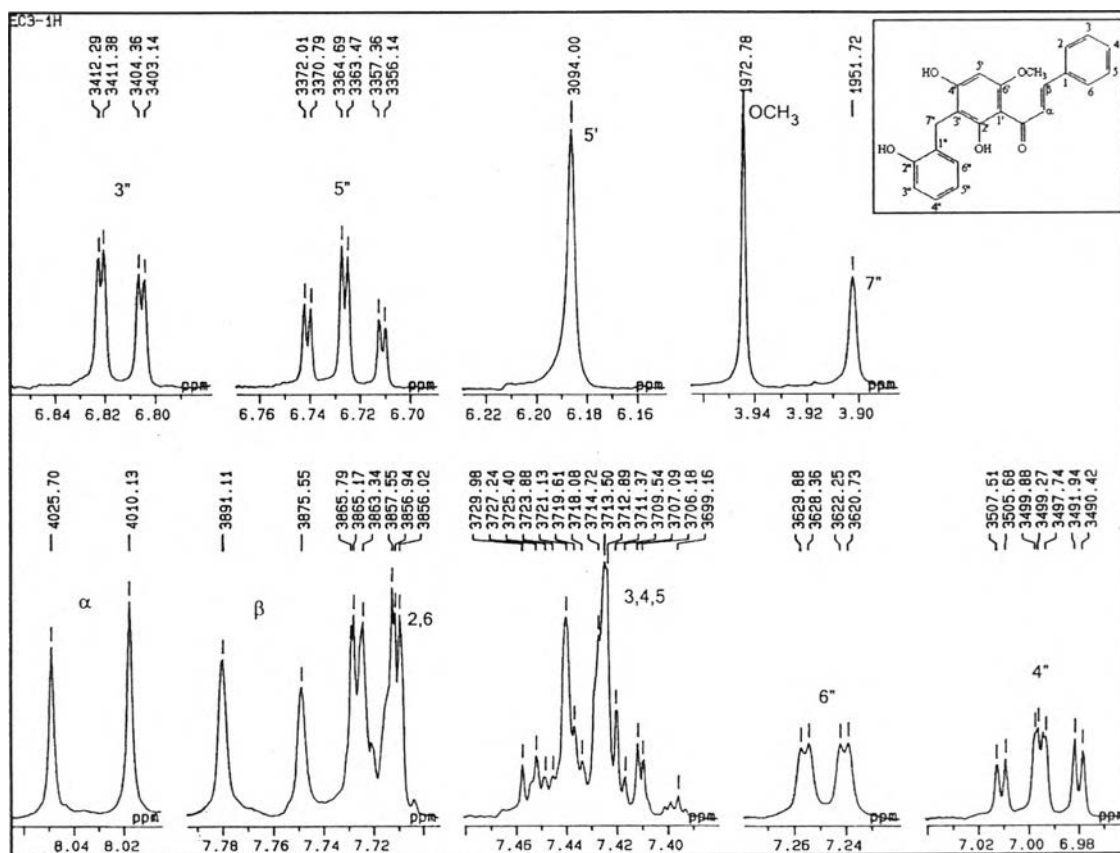 EC3-1H
3412.29
3411.38
3404.36
3403.14
3372.01
3370.79
3364.69
3363.47
3357.36
3356.14
3094.00
1972.78
1951.72
3"
5"
5'
OCH3
7"
ppm
ppm
ppm
ppm
6.84 6.82 6.80
6.76 6.74 6.72 6.70
6.22 6.20 6.18 6.16
3.94 3.92 3.90
3
2
4
5
6
1
5'
OCH3
HO
4'
6'
β
α
3'
2'
1'
7"
OH
O
HO
1"
2"
6"
3"
5"
4"
4025.70
4010.13
3891.11
3875.55
3865.79
3865.17
3863.34
3857.55
3856.94
3856.02
3729.98
3727.24
3725.40
3723.88
3721.13
3719.61
3718.08
3714.72
3713.50
3712.89
3711.37
3709.54
3707.09
3706.18
3699.16
3629.88
3628.36
3622.25
3620.73
3507.51
3505.68
3499.88
3499.27
3497.74
3491.94
3490.42
α
β
2,6
3,4,5
6"
4"
ppm
ppm
ppm
ppm
ppm
8.04 8.02
7.78 7.76 7.74 7.72
7.46 7.44 7.42 7.40
7.26 7.24
7.02 7.00 6.98